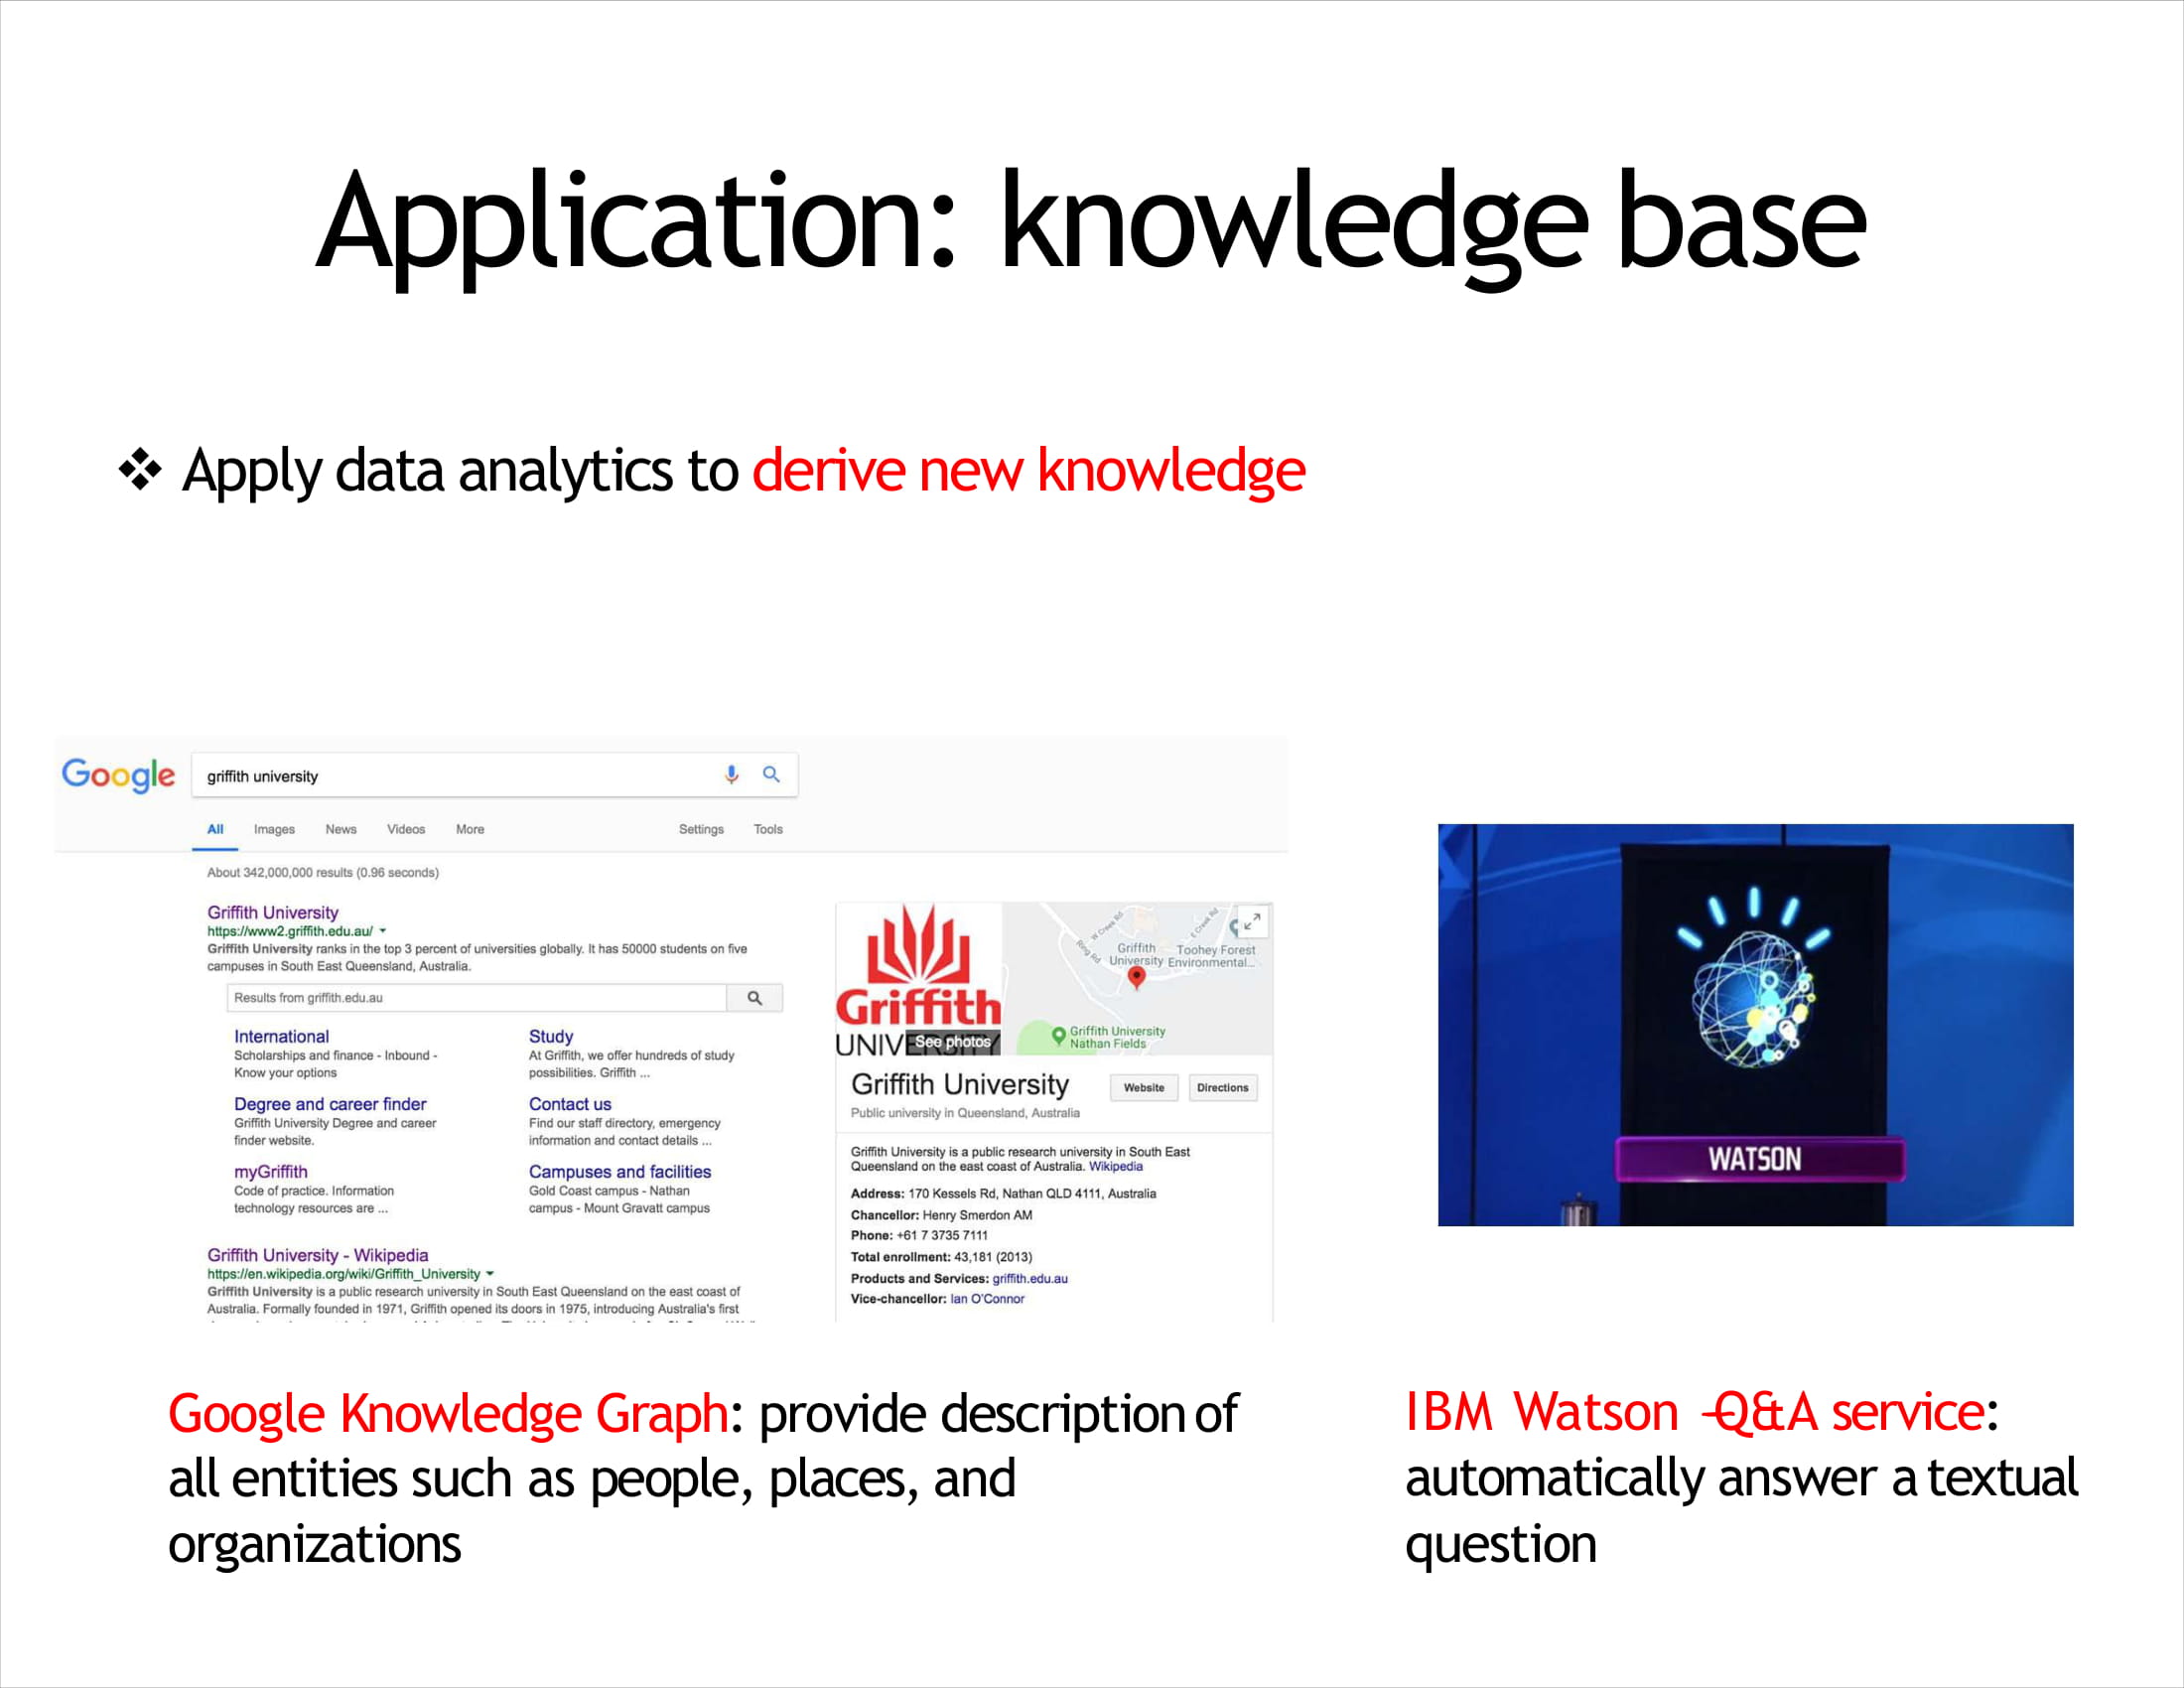 Application: knowledge base
❖ Apply data analytics to derive new knowledge
Google
griffith university
All Images News Videos More Settings Tools
About 342,000,000 results (0.96 seconds)
Griffith University
https://www2.griffith.edu.au/
Griffith University ranks in the top 3 percent of universities globally. It has 50000 students on five
campuses in South East Queensland, Australia.
Results from griffith.edu.au
International
Scholarships and finance - Inbound -
Know your options
Study
At Griffith, we offer hundreds of study
possibilities. Griffith ...
Degree and career finder
Griffith University Degree and career
finder website.
Contact us
Find our staff directory, emergency
information and contact details ...
myGriffith
Code of practice. Information
technology resources are ...
Campuses and facilities
Gold Coast campus - Nathan
campus - Mount Gravatt campus
Griffith University - Wikipedia
https://en.wikipedia.org/wiki/Griffith_University
Griffith University is a public research university in South East Queensland on the east coast of
Australia. Formally founded in 1971, Griffith opened its doors in 1975, introducing Australia's first
Griffith
UNIVERSITY
See photos
W Creek Rd
E Creek Rd
Ring Rd
Griffith
University
Toohey Forest
Environmental...
Griffith University
Nathan Fields
Griffith University
Website
Directions
Public university in Queensland, Australia
Griffith University is a public research university in South East
Queensland on the east coast of Australia. Wikipedia
Address: 170 Kessels Rd, Nathan QLD 4111, Australia
Chancellor: Henry Smerdon AM
Phone: +61 7 3735 7111
Total enrollment: 43,181 (2013)
Products and Services: griffith.edu.au
Vice-chancellor: Ian O'Connor
WATSON
Google Knowledge Graph: provide description of
all entities such as people, places, and
organizations
IBM Watson –Q&A service:
automatically answer a textual
question